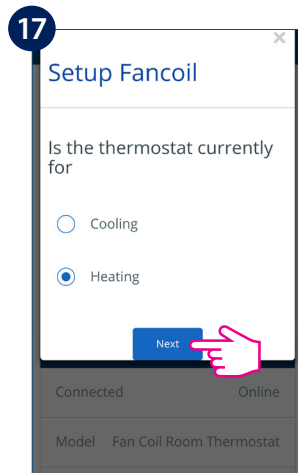 17
×
Setup Fancoil
Is the thermostat currently
for
Cooling
Heating
Next
Connected Online
Model Fan Coil Room Thermostat